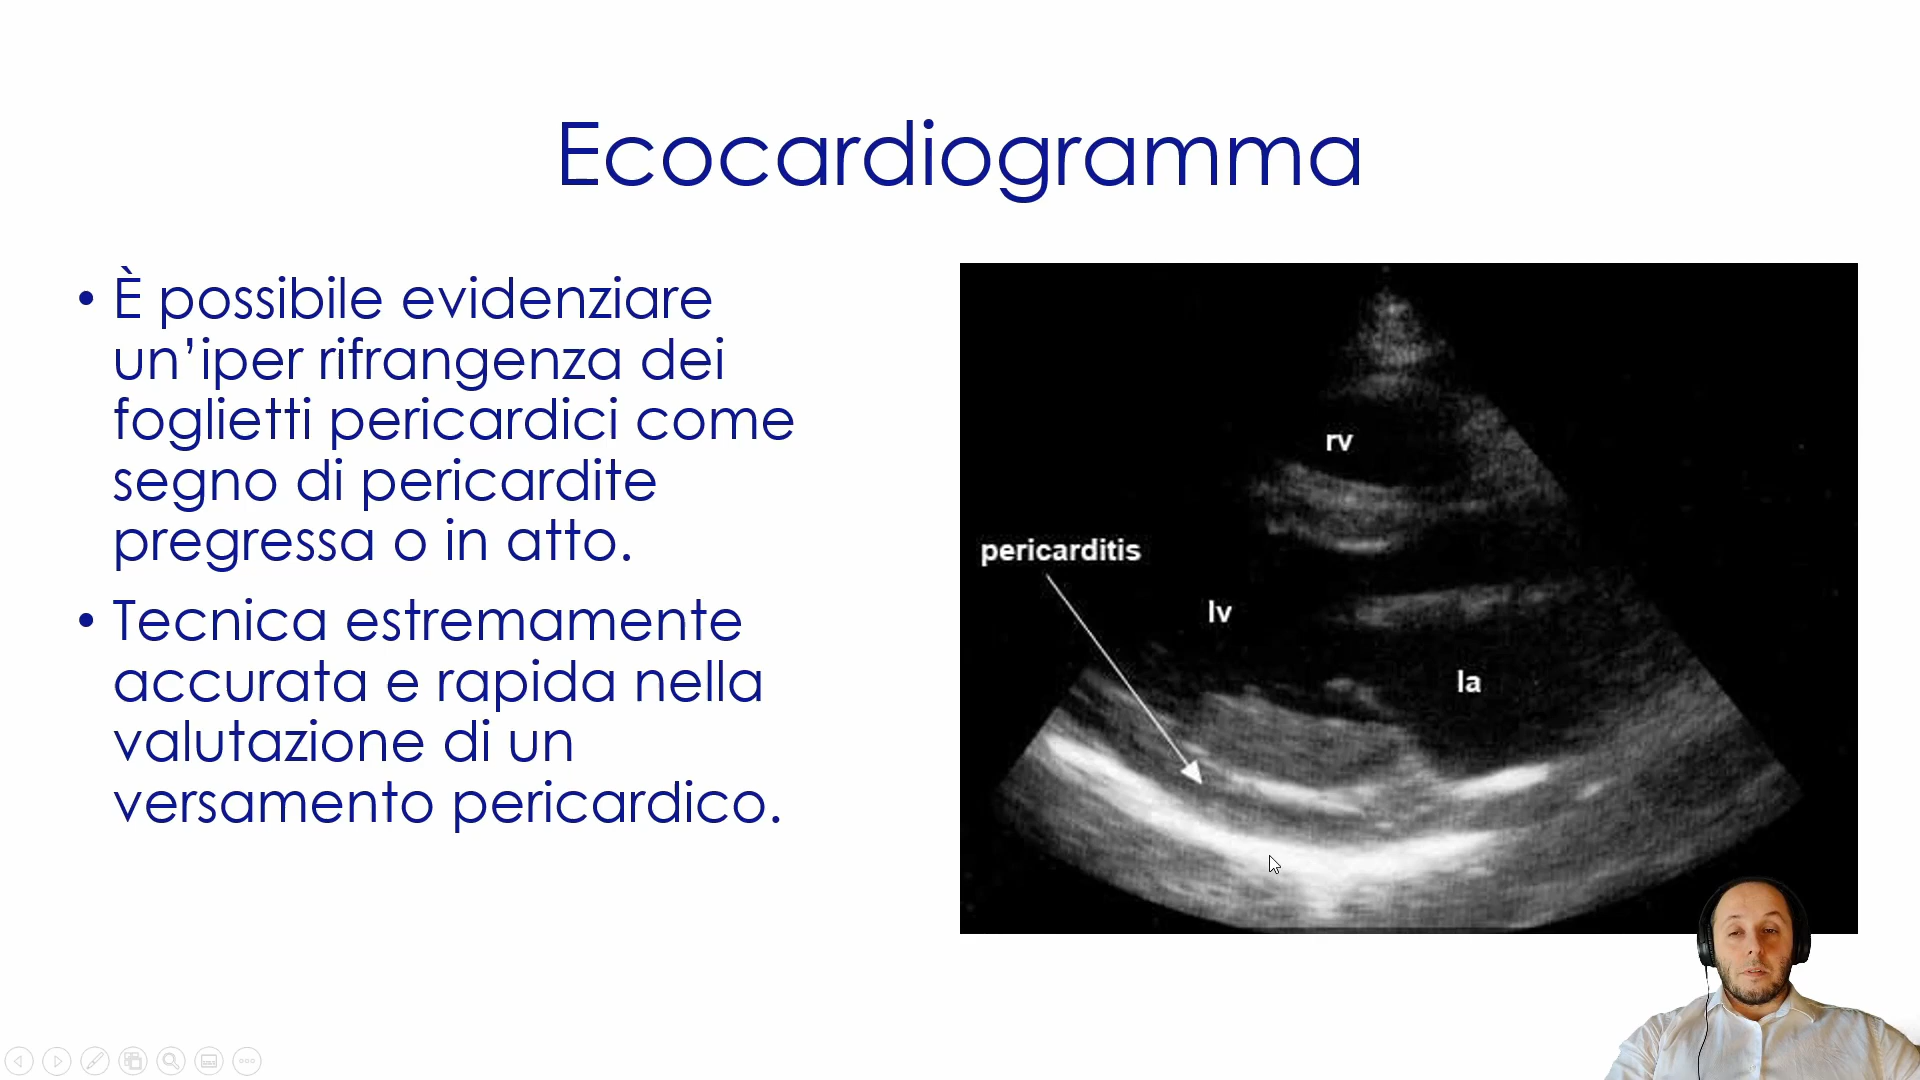 Ecocardiogramma
• È possibile evidenziare
un’iper rifrangenza dei
foglietti pericardici come
segno di pericardite
pregressa o in atto.
• Tecnica estremamente
accurata e rapida nella
valutazione di un
versamento pericardico.
rv
pericarditis
lv
la